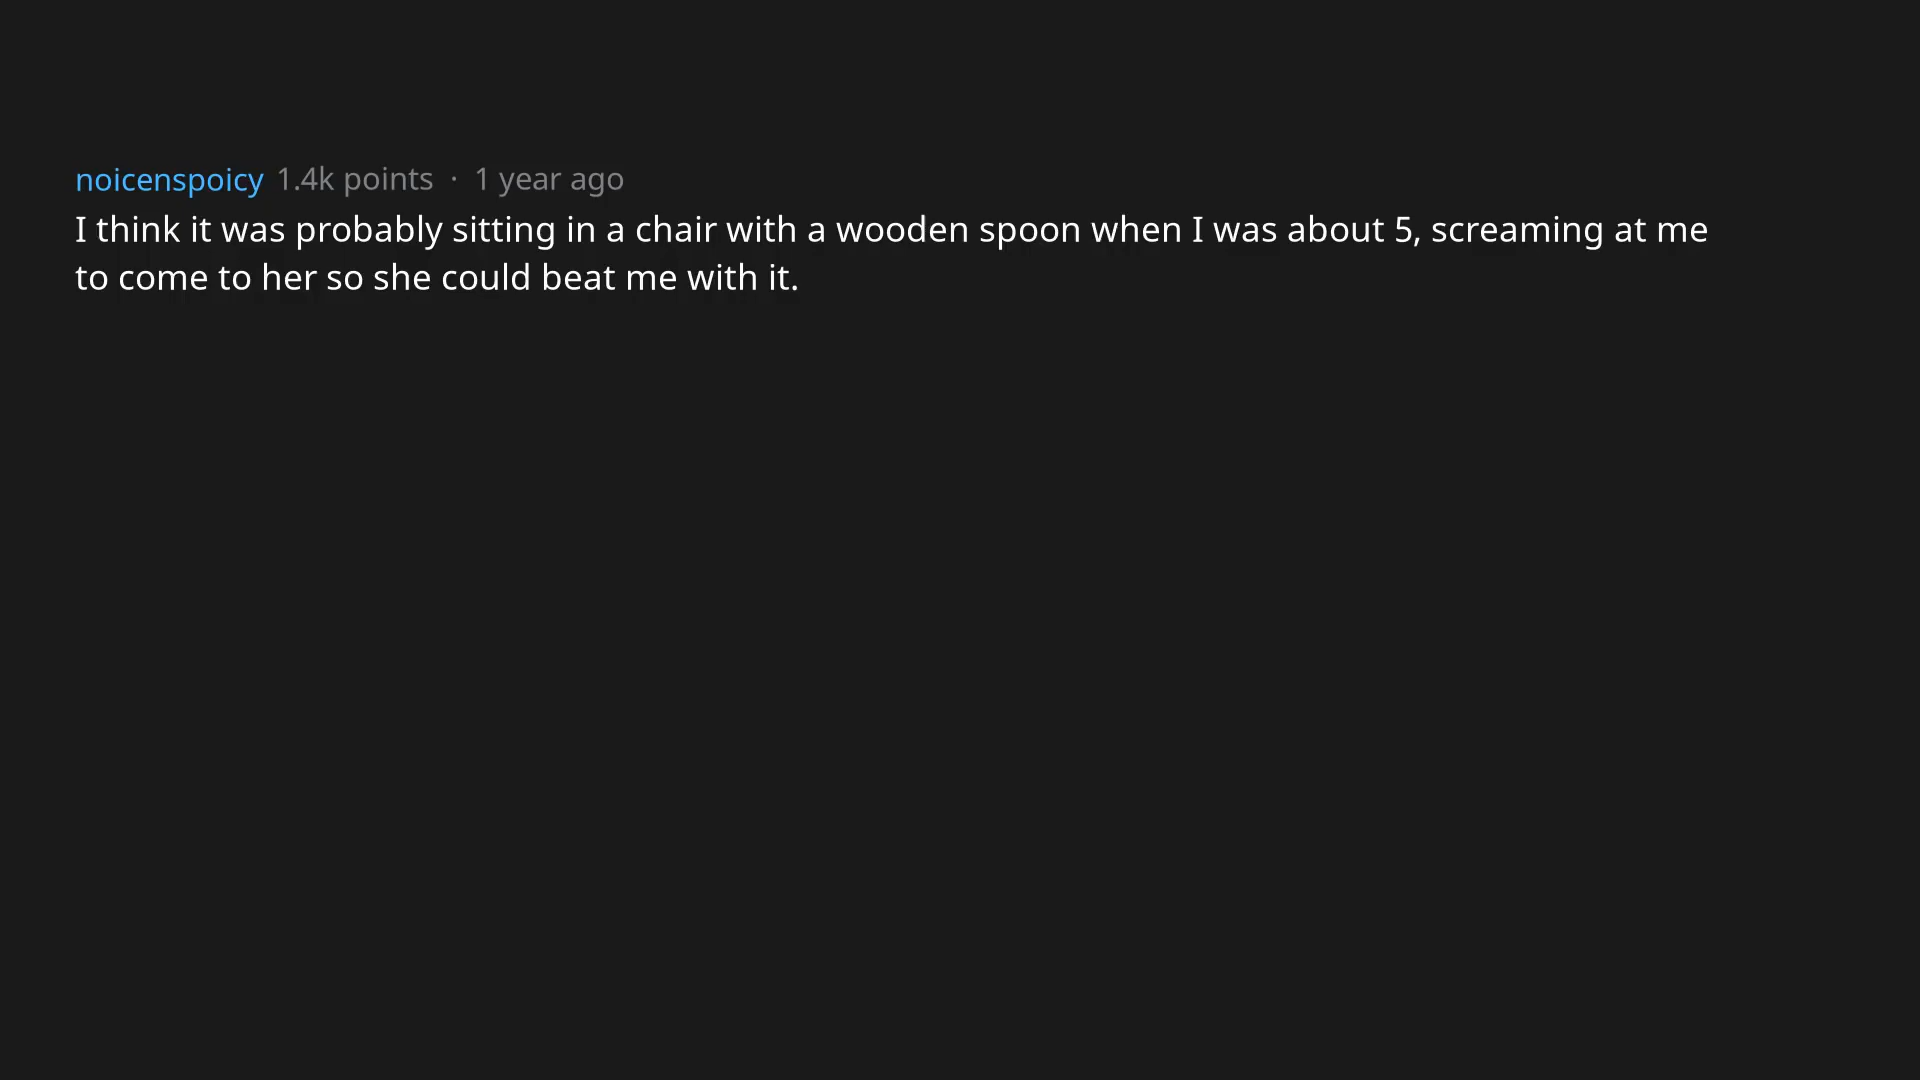 noicenspoicy 1.4k points · 1 year ago
I think it was probably sitting in a chair with a wooden spoon when I was about 5, screaming at me
to come to her so she could beat me with it.